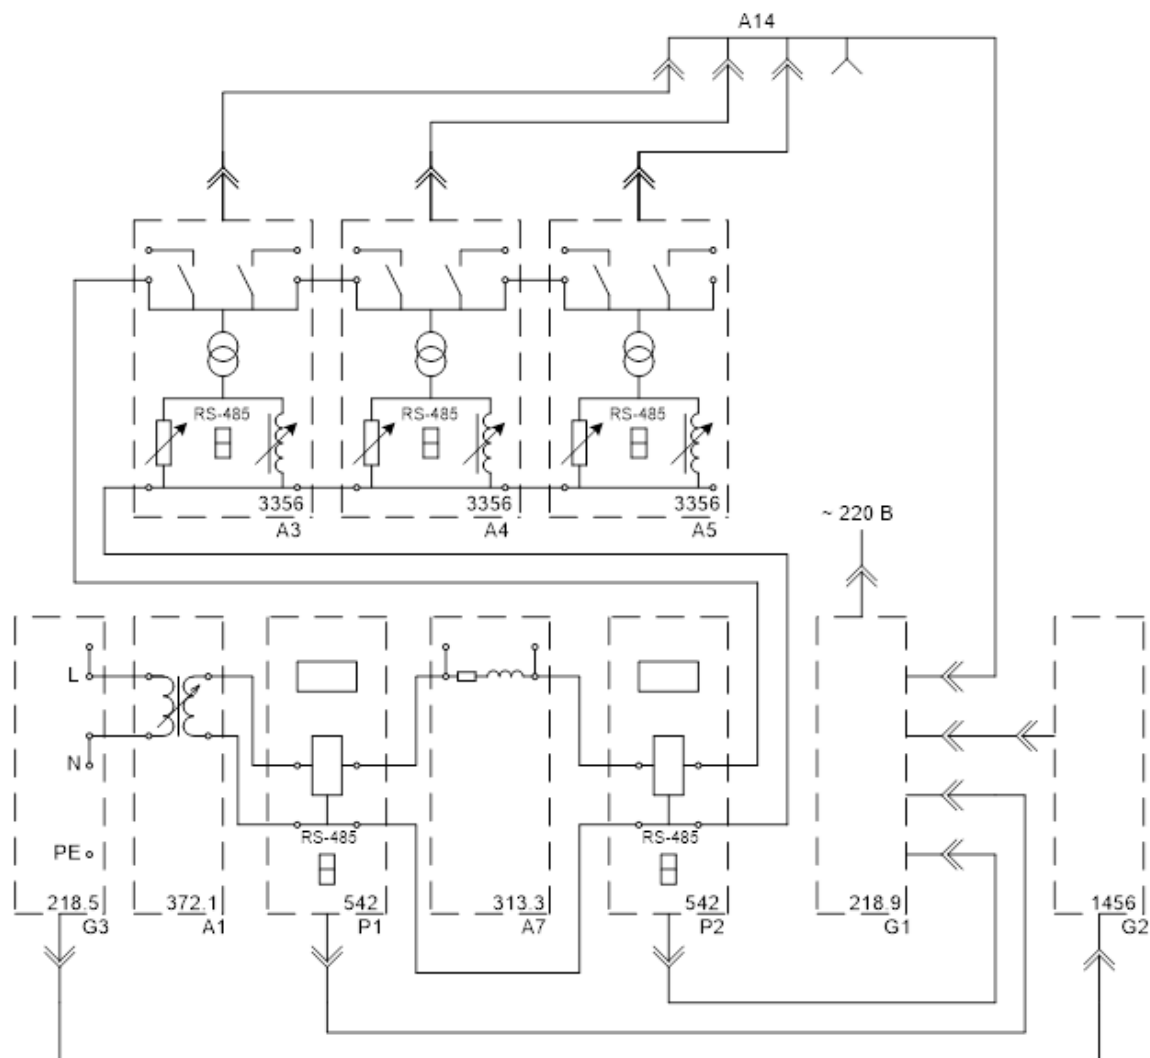 A14
RS-485
RS-485
RS-485
3356
3356
3356
A3
A4
A5
~ 220 В
L
N
PE
RS-485
RS-485
218.5
372.1
542
313.3
542
218.9
1456
G3
A1
P1
A7
P2
G1
G2